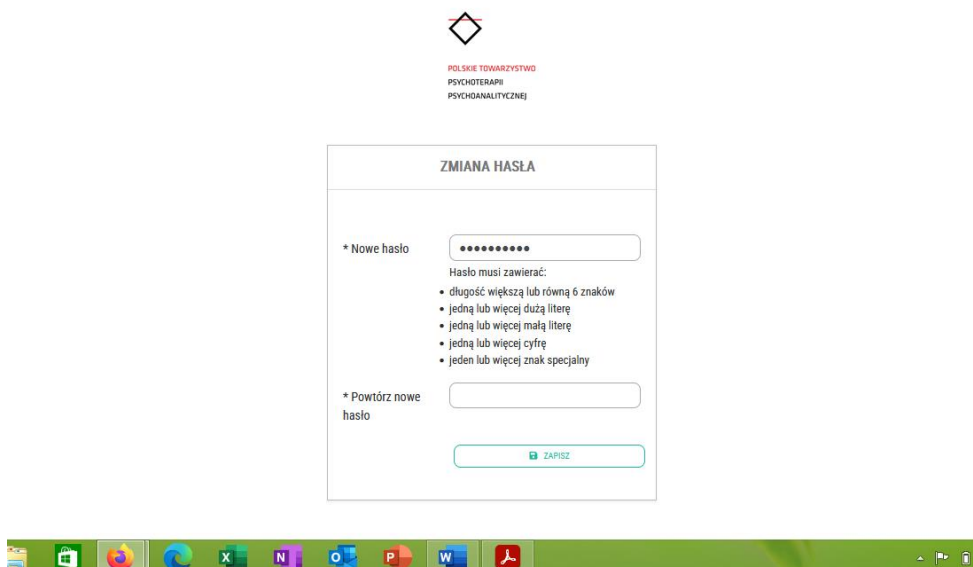 POLSKIE TOWARZYSTWO
PSYCHOTERAPII
PSYCHOANALITYCZNEJ
ZMIANA HASŁA
* Nowe hasło
●●●●●●●●●●
Hasło musi zawierać:
• długość większą lub równą 6 znaków
• jedną lub więcej dużą literę
• jedną lub więcej małą literę
• jedną lub więcej cyfrę
• jeden lub więcej znak specjalny
* Powtórz nowe
hasło
ZAPISZ
X N O P W